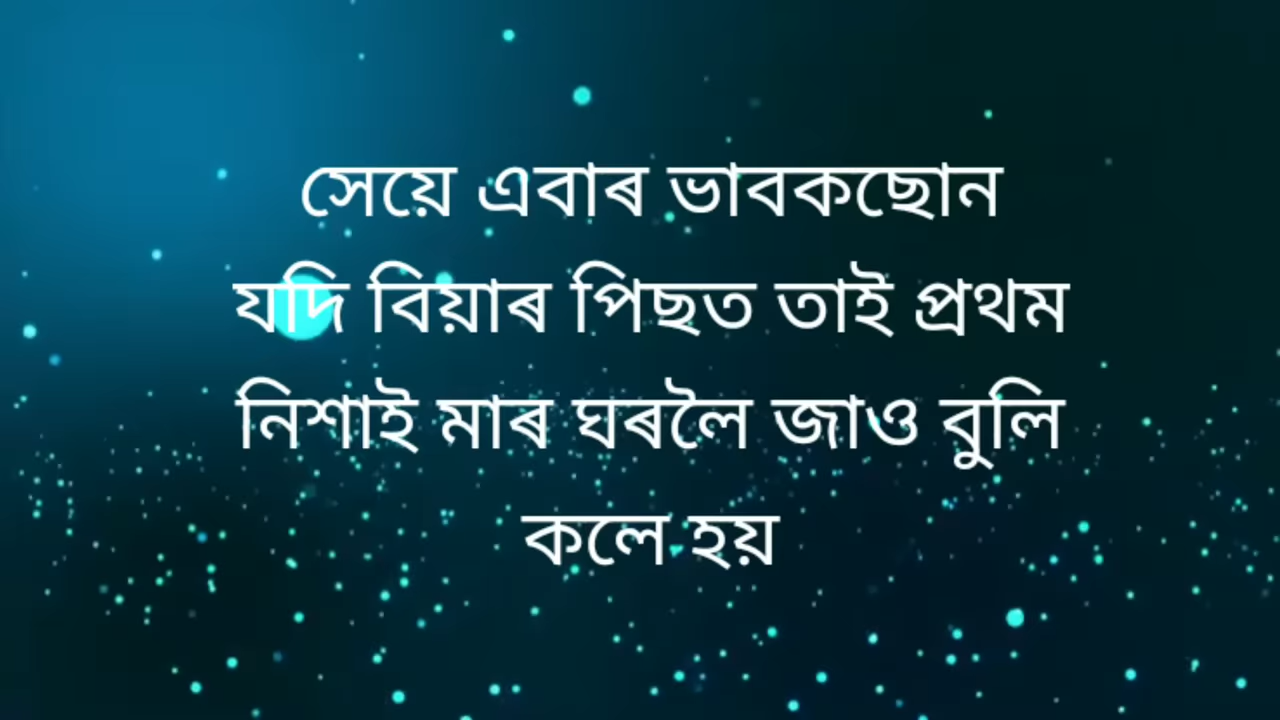 সেয়ে এবাৰ ভাবকছোন
যদি বিয়াৰ পিছত তাই প্ৰথম
নিশাই মাৰ ঘৰলৈ জাও বুলি
কলে হয়